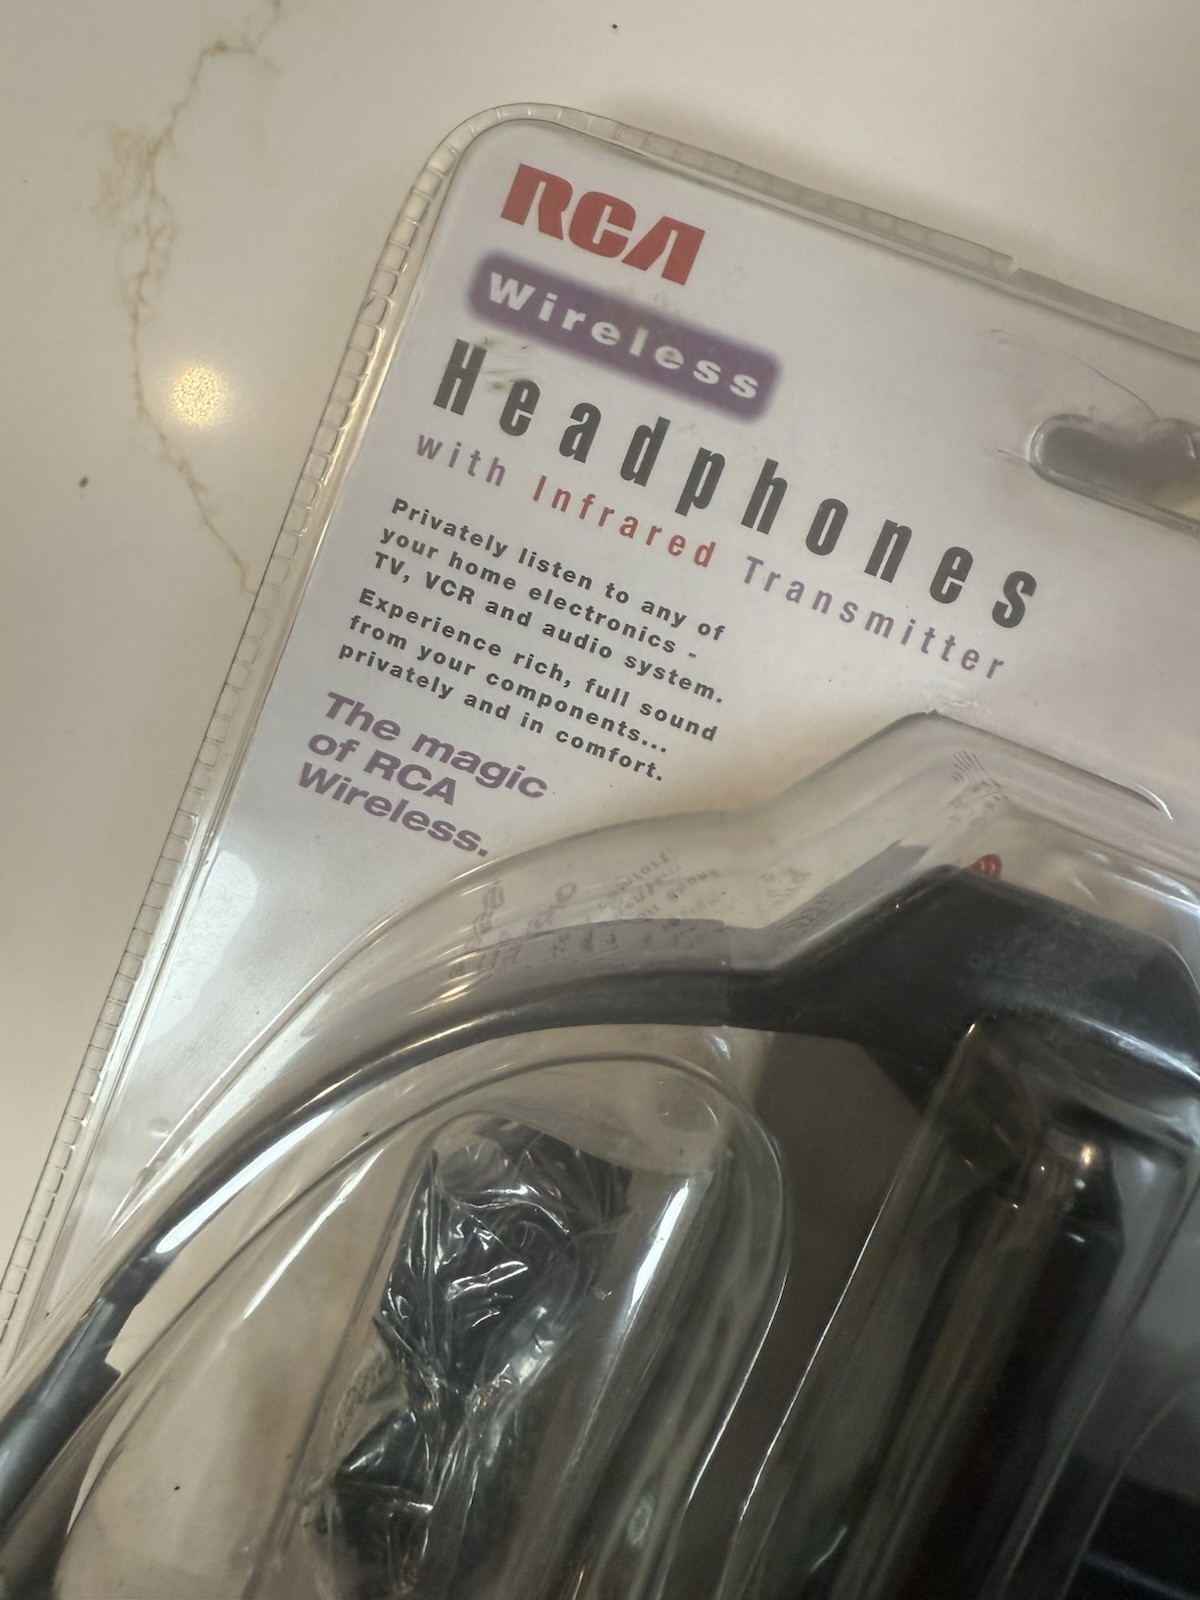 RCA
Wireless
Headphones
with Infrared Transmitter
Privately listen to any of
your home electronics -
TV, VCR and audio system.
Experience rich, full sound
from your components...
privately and in comfort.
The magic
of RCA
Wireless.